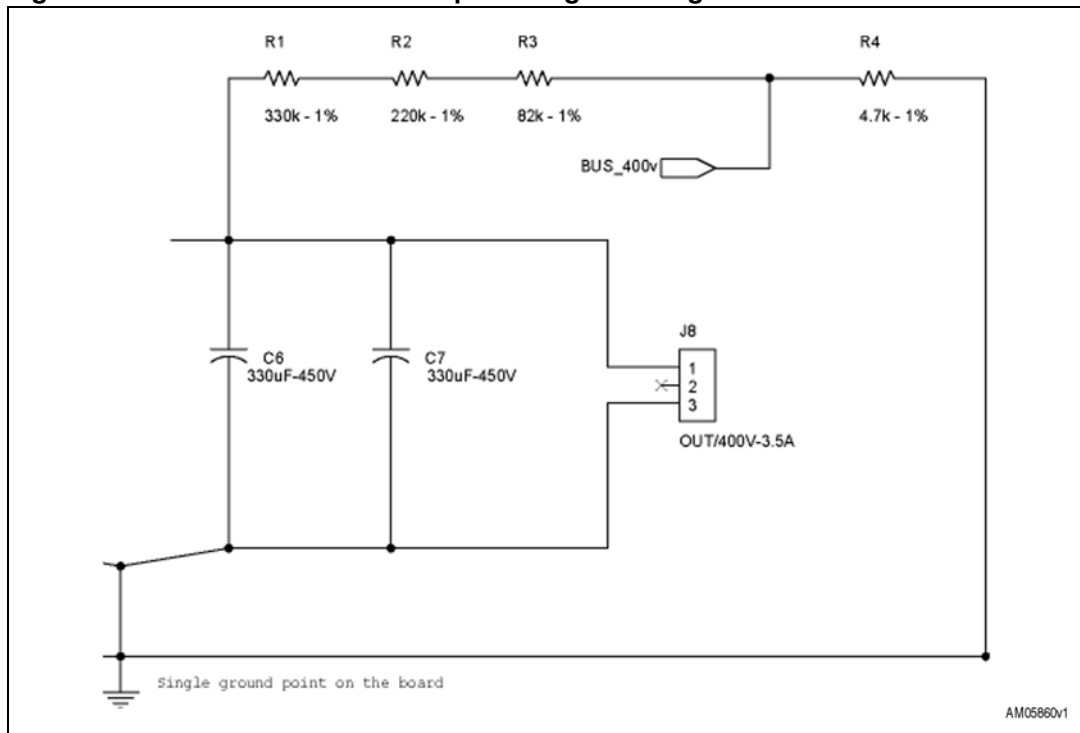 R1 R2 R3 R4
330k - 1% 220k - 1% 82k - 1% 4.7k - 1%
BUS_400v
J8
C6 C7
330uF-450V 330uF-450V
1
2
3
OUT/400V-3.5A
Single ground point on the board
AM05860v1